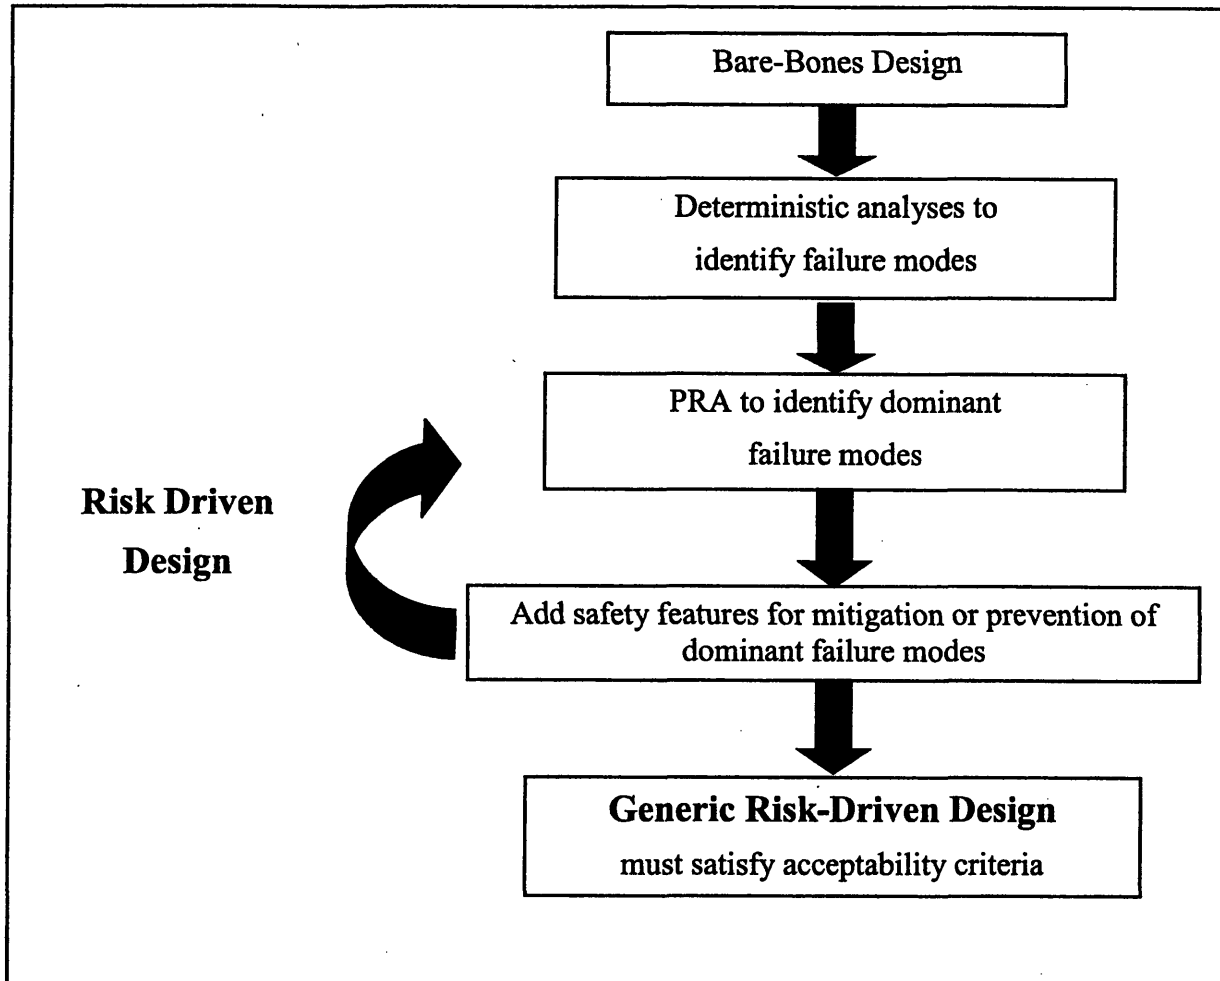 Bare-Bones Design
Deterministic analyses to
identify failure modes
PRA to identify dominant
failure modes
Risk Driven
Design
Add safety features for mitigation or prevention of
dominant failure modes
Generic Risk-Driven Design
must satisfy acceptability criteria